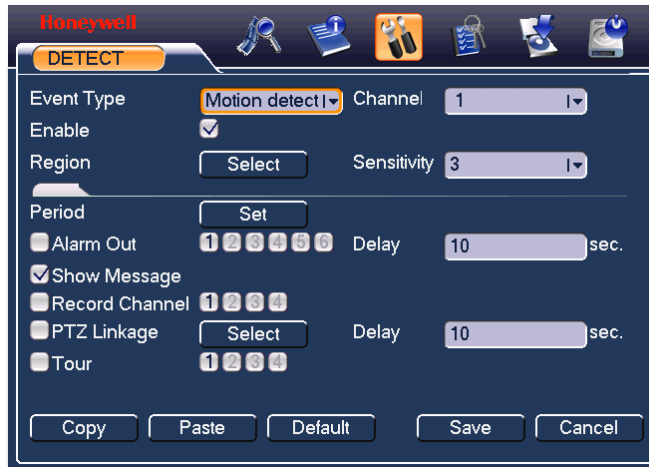 Honeywell
DETECT
Event Type Motion detect Channel 1
Enable
Region Select Sensitivity 3
Period Set
Alarm Out 1 2 3 4 5 6 Delay 10 sec.
Show Message
Record Channel 1 2 3 4
PTZ Linkage Select Delay 10 sec.
Tour 1 2 3 4
Copy Paste Default Save Cancel